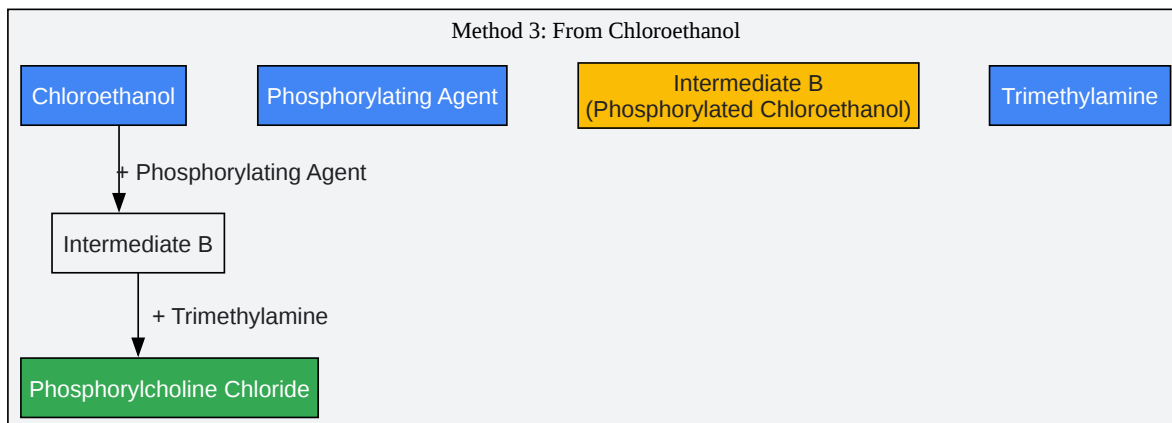 Method 3: From Chloroethanol
Chloroethanol
Phosphorylating Agent
Intermediate B
(Phosphorylated Chloroethanol)
Trimethylamine
+ Phosphorylating Agent
Intermediate B
+ Trimethylamine
Phosphorylcholine Chloride